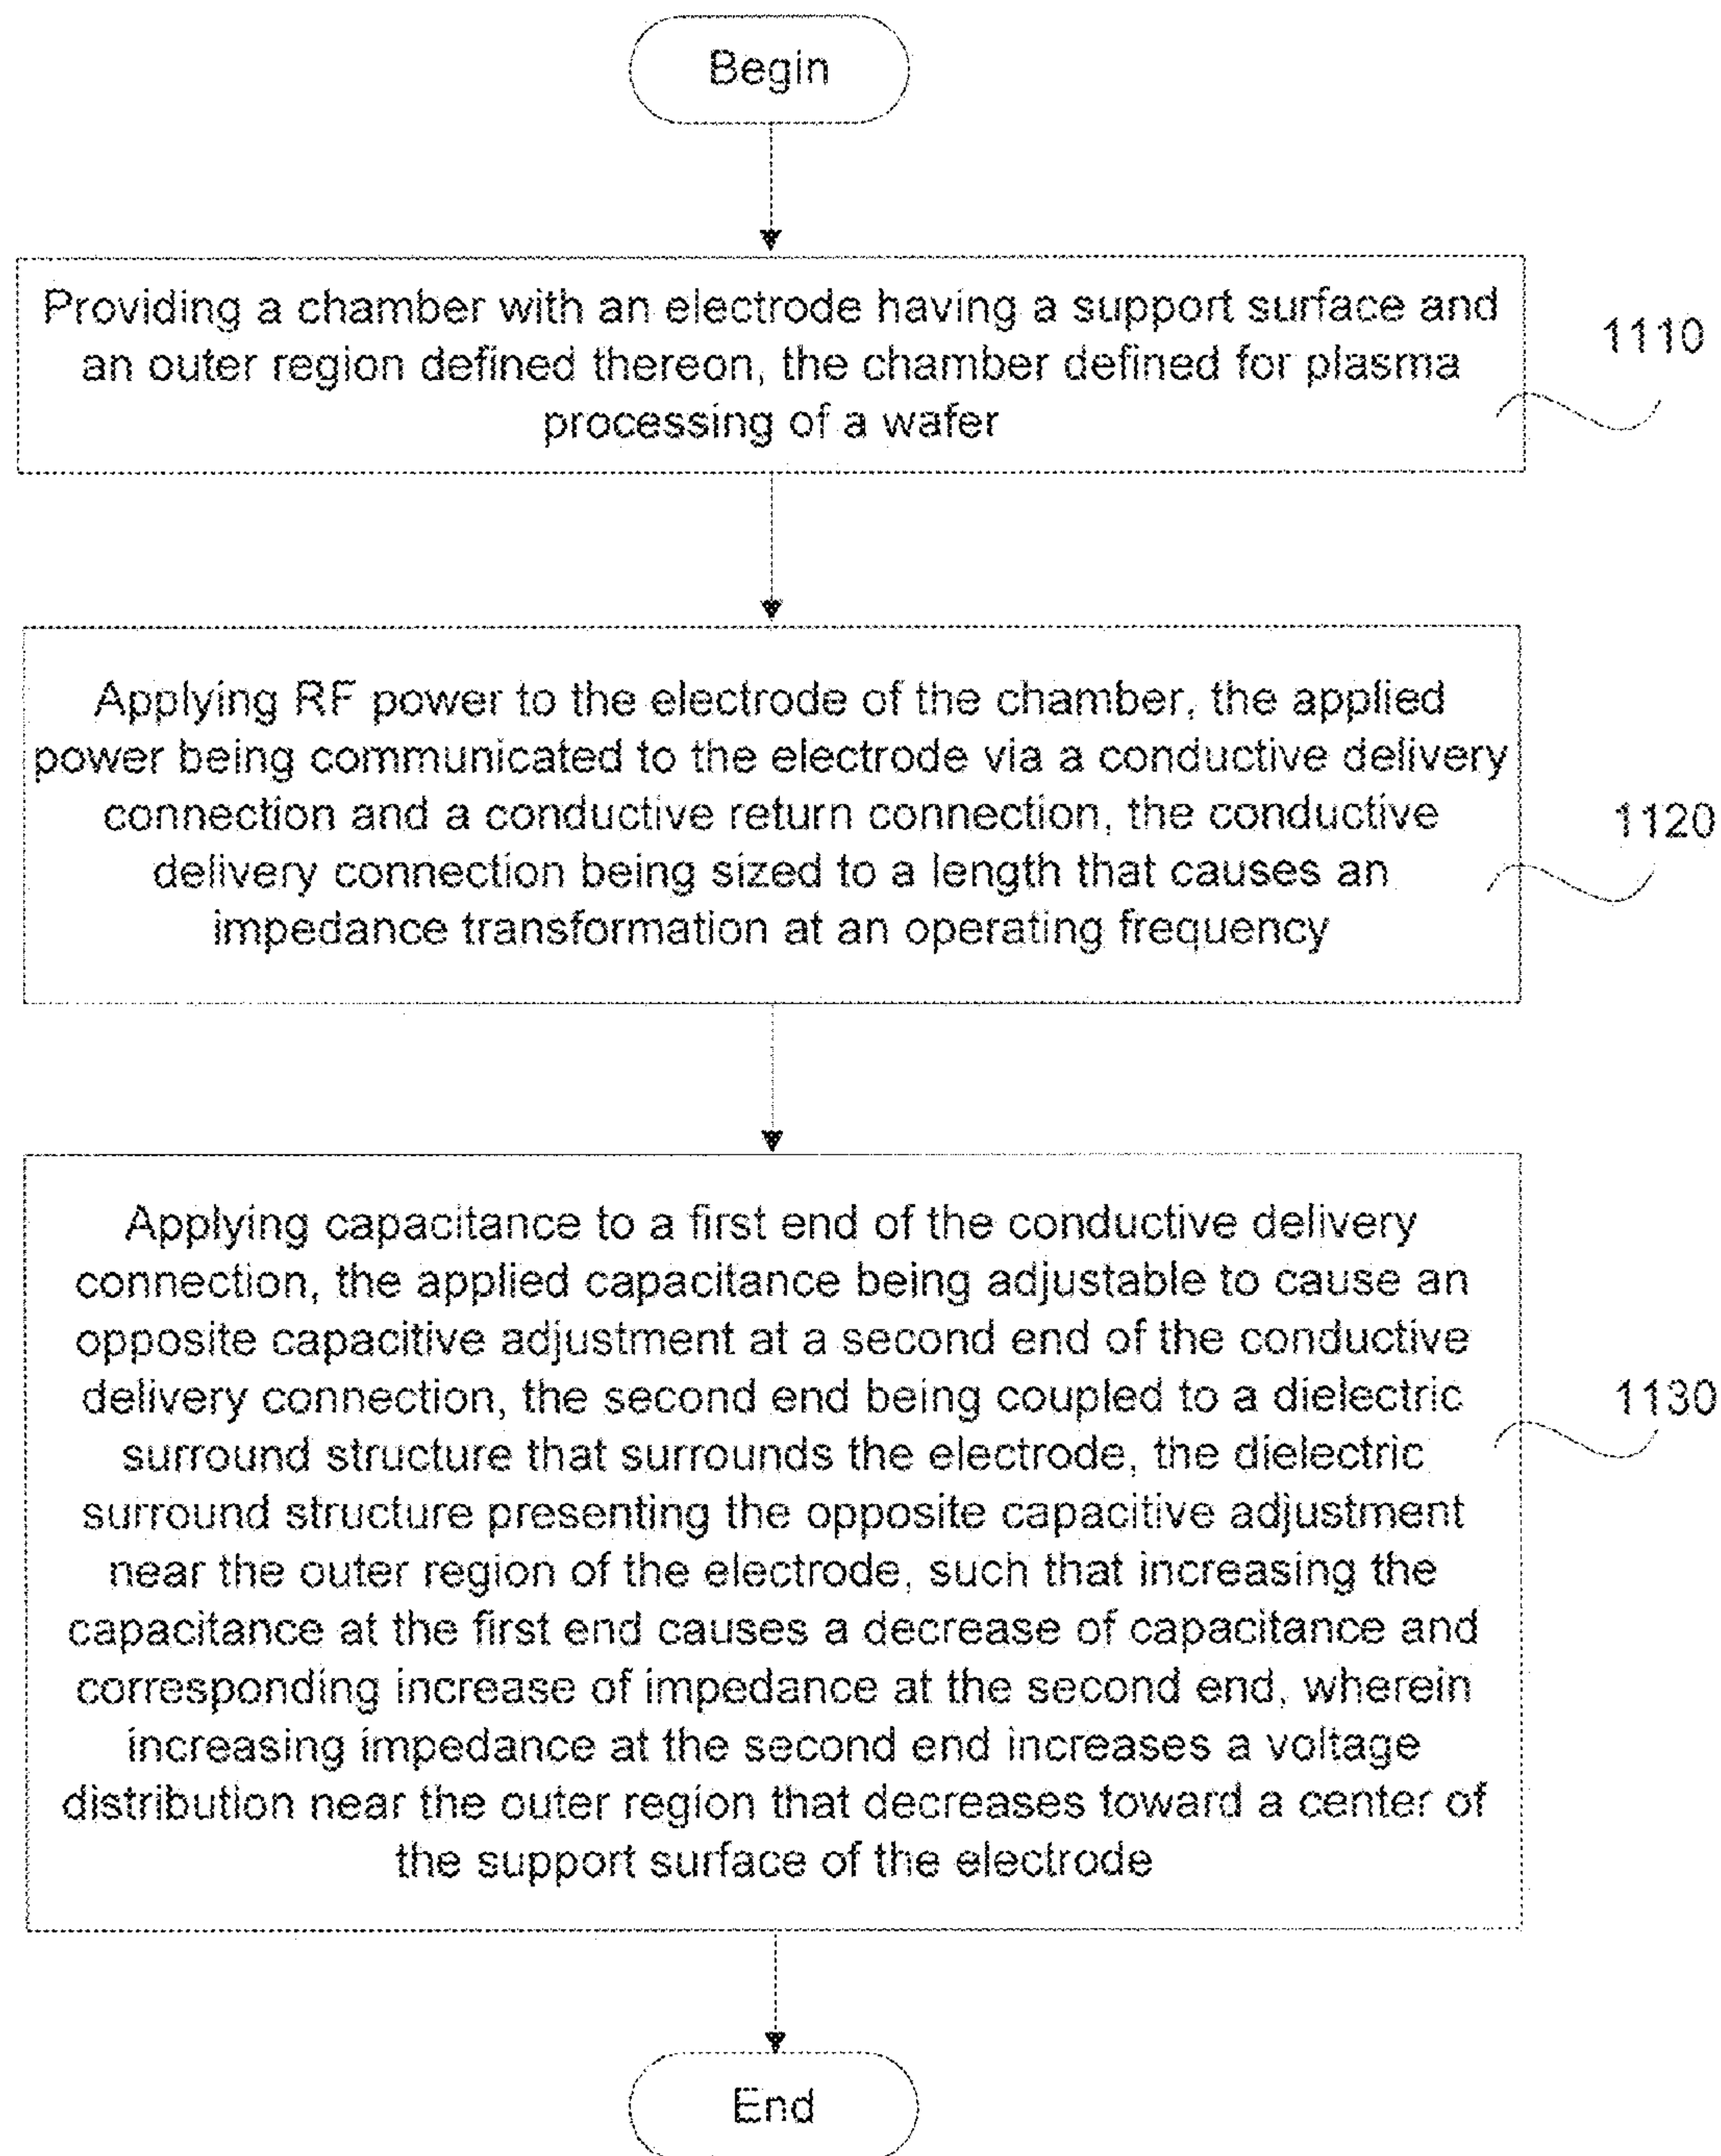 Begin
Providing a chamber with an electrode having a support surface and
an outer region defined thereon, the chamber defined for plasma
processing of a wafer
1110
Applying RF power to the electrode of the chamber, the applied
power being communicated to the electrode via a conductive delivery
connection and a conductive return connection, the conductive
delivery connection being sized to a length that causes an
impedance transformation at an operating frequency
1120
Applying capacitance to a first end of the conductive delivery
connection, the applied capacitance being adjustable to cause an
opposite capacitive adjustment at a second end of the conductive
delivery connection, the second end being coupled to a dielectric
surround structure that surrounds the electrode, the dielectric
surround structure presenting the opposite capacitive adjustment
near the outer region of the electrode, such that increasing the
capacitance at the first end causes a decrease of capacitance and
corresponding increase of impedance at the second end, wherein
increasing impedance at the second end increases a voltage
distribution near the outer region that decreases toward a center of
the support surface of the electrode
1130
End